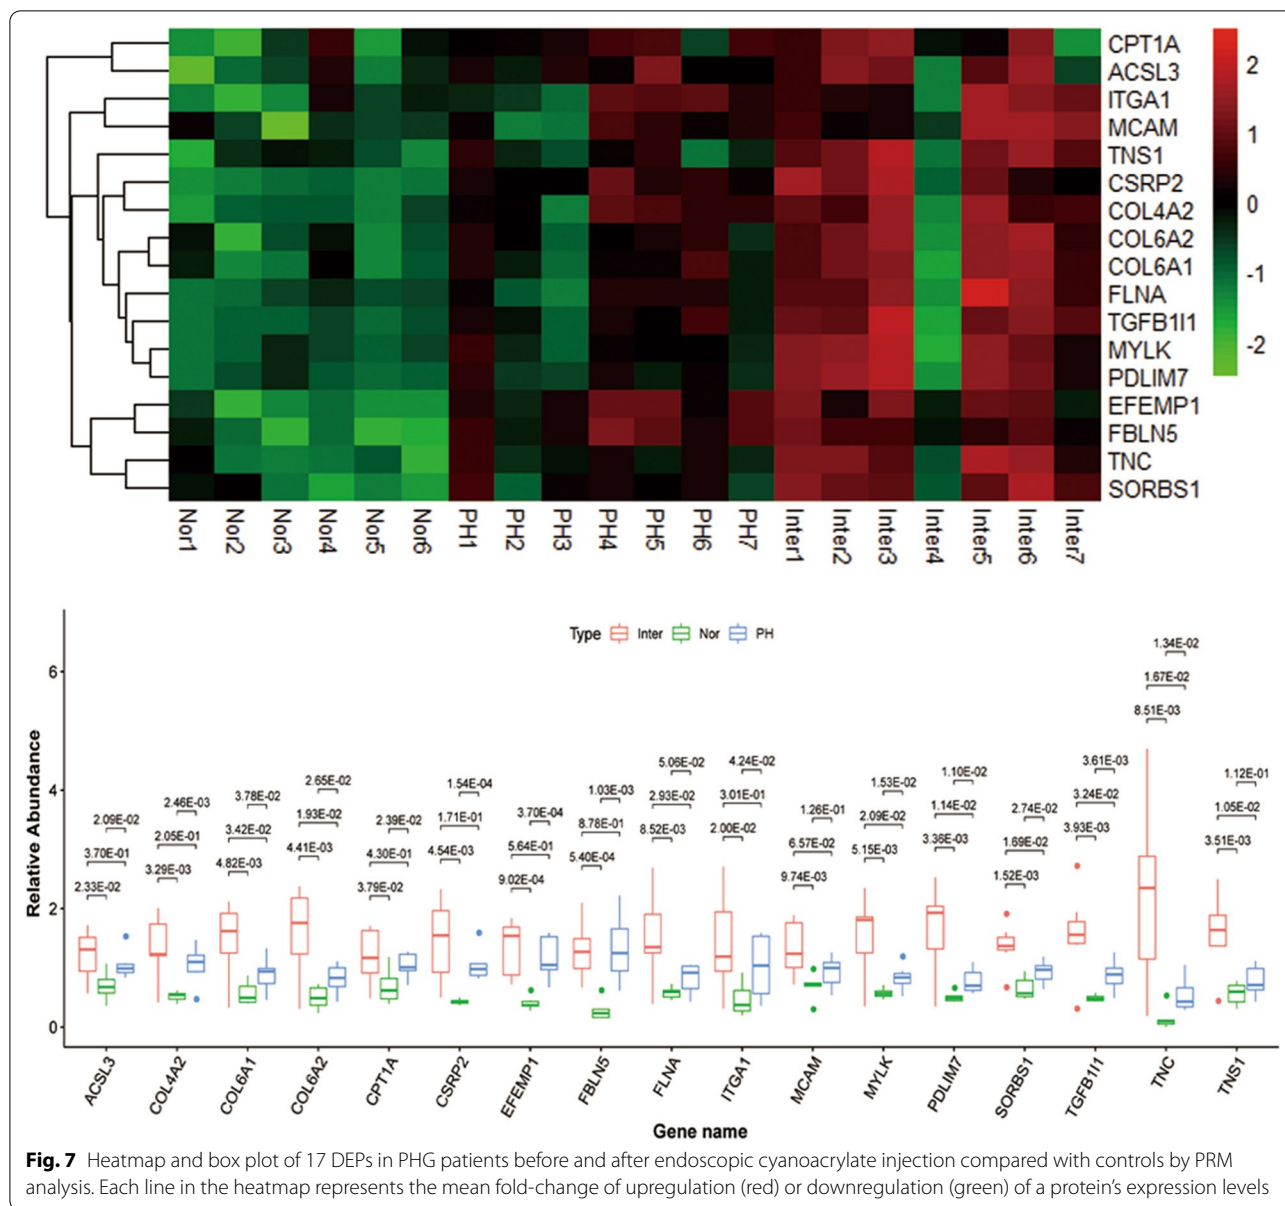 CPT1A
ACSL3
ITGA1
MCAM
TNS1
CSRP2
COL4A2
COL6A2
COL6A1
FLNA
TGFB1I1
MYLK
PDLIM7
EFEMP1
FBLN5
TNC
SORBS1
2
1
0
-1
-2
Nor1 Nor2 Nor3 Nor4 Nor5 Nor6 PH1 PH2 PH3 PH4 PH5 PH6 PH7 Inter1 Inter2 Inter3 Inter4 Inter5 Inter6 Inter7
Type Inter Nor PH
Relative Abundance
6
4
2
0
2.09E-02
3.70E-01
2.33E-02
2.46E-03
2.05E-01
3.29E-03
3.78E-02
3.42E-02
4.82E-03
2.65E-02
1.93E-02
4.41E-03
2.39E-02
4.30E-01
3.79E-02
1.54E-04
1.71E-01
4.54E-03
3.70E-04
5.64E-01
9.02E-04
1.03E-03
8.78E-01
5.40E-04
5.06E-02
2.93E-02
8.52E-03
4.24E-02
3.01E-01
2.00E-02
1.26E-01
6.57E-02
9.74E-03
1.53E-02
2.09E-02
5.15E-03
1.10E-02
1.14E-02
3.36E-03
2.74E-02
1.69E-02
1.52E-03
3.61E-03
3.24E-02
3.93E-03
1.34E-02
1.67E-02
8.51E-03
1.12E-01
1.05E-02
3.51E-03
ACSL3 COL4A2 COL6A1 COL6A2 CPT1A CSRP2 EFEMP1 FBLN5 FLNA ITGA1 MCAM MYLK PDLIM7 SORBS1 TGFB1I1 TNC TNS1
Gene name
Fig. 7 Heatmap and box plot of 17 DEPs in PHG patients before and after endoscopic cyanoacrylate injection compared with controls by PRM
analysis. Each line in the heatmap represents the mean fold-change of upregulation (red) or downregulation (green) of a protein's expression levels